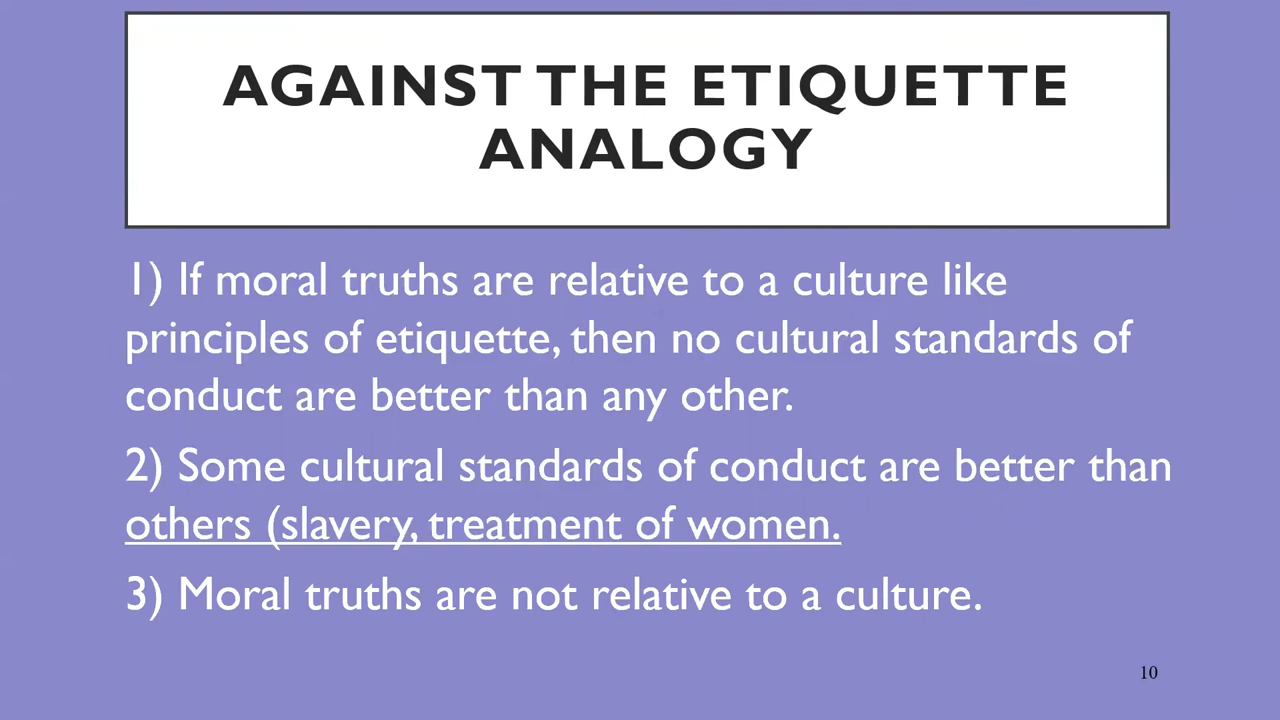 AGAINST THE ETIQUETTE
ANALOGY
1) If moral truths are relative to a culture like
principles of etiquette, then no cultural standards of
conduct are better than any other.
2) Some cultural standards of conduct are better than
others (slavery, treatment of women.
3) Moral truths are not relative to a culture.
10